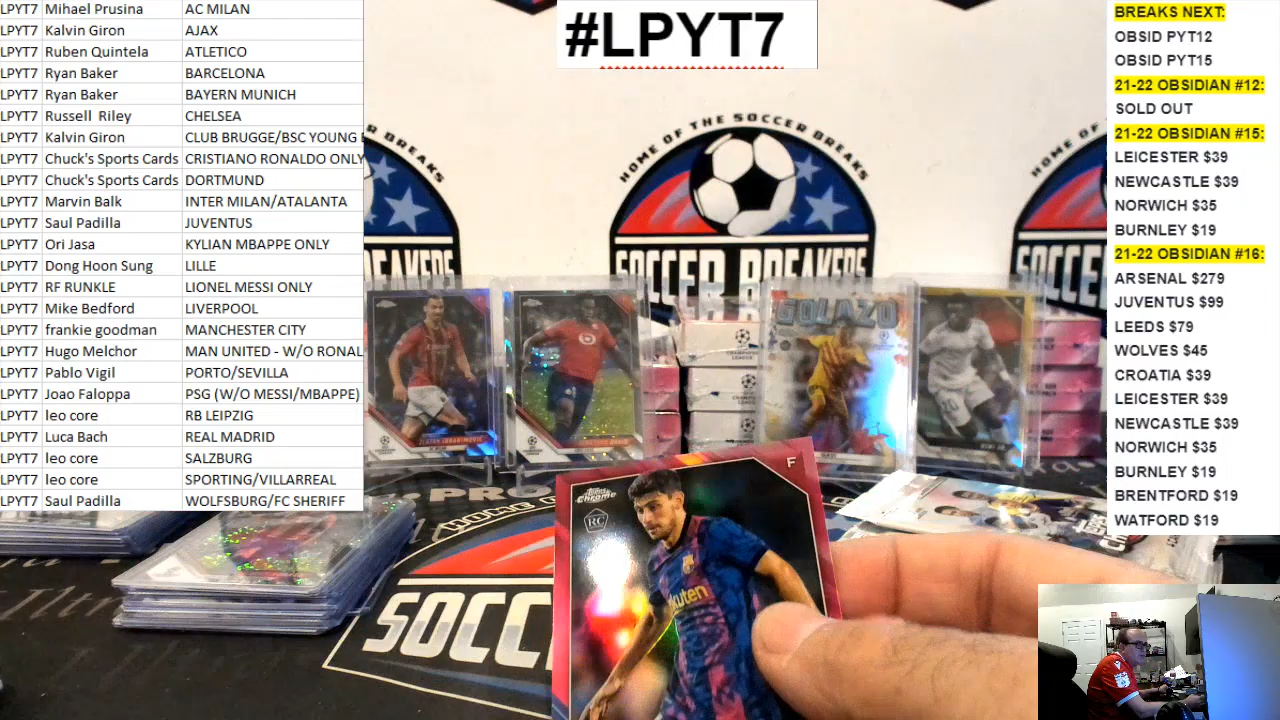 LPYT7 Mihael Prusina AC MILAN
LPYT7 Kalvin Giron AJAX
LPYT7 Ruben Quintela ATLETICO
LPYT7 Ryan Baker BARCELONA
LPYT7 Ryan Baker BAYERN MUNICH
LPYT7 Russell Riley CHELSEA
LPYT7 Kalvin Giron CLUB BRUGGE/BSC YOUNG
LPYT7 Chuck's Sports Cards CRISTIANO RONALDO ONLY
LPYT7 Chuck's Sports Cards DORTMUND
LPYT7 Marvin Balk INTER MILAN/ATALANTA
LPYT7 Saul Padilla JUVENTUS
LPYT7 Ori Jasa KYLIAN MBAPPE ONLY
LPYT7 Dong Hoon Sung LILLE
LPYT7 RF RUNKLE LIONEL MESSI ONLY
LPYT7 Mike Bedford LIVERPOOL
LPYT7 frankie goodman MANCHESTER CITY
LPYT7 Hugo Melchor MAN UNITED - W/O RONAL
LPYT7 Pablo Vigil PORTO/SEVILLA
LPYT7 Joao Faloppa PSG (W/O MESSI/MBAPPE)
LPYT7 leo core RB LEIPZIG
LPYT7 Luca Bach REAL MADRID
LPYT7 leo core SALZBURG
LPYT7 leo core SPORTING/VILLARREAL
LPYT7 Saul Padilla WOLFSBURG/FC SHERIFF
#LPYT7
HOME OF THE SOCCER BREAKS
SOCCER BREAKERS
BREAKERS
SOCC
GOLAZO
ZLATAN IBRAHIMOVIC
Topps
Chrome
RC
F
Rakuten
SOCC
BREAKS NEXT:
OBSID PYT12
OBSID PYT15
21-22 OBSIDIAN #12:
SOLD OUT
21-22 OBSIDIAN #15:
LEICESTER $39
NEWCASTLE $39
NORWICH $35
BURNLEY $19
21-22 OBSIDIAN #16:
ARSENAL $279
JUVENTUS $99
LEEDS $79
WOLVES $45
CROATIA $39
LEICESTER $39
NEWCASTLE $39
NORWICH $35
BURNLEY $19
BRENTFORD $19
WATFORD $19